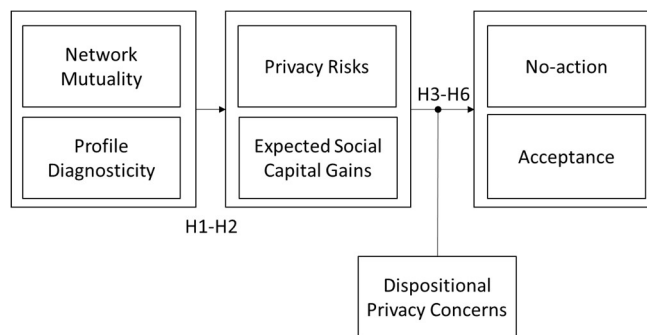 Network
Mutuality
Profile
Diagnosticity
H1-H2
Privacy Risks
Expected Social
Capital Gains
H3-H6
No-action
Acceptance
Dispositional
Privacy Concerns